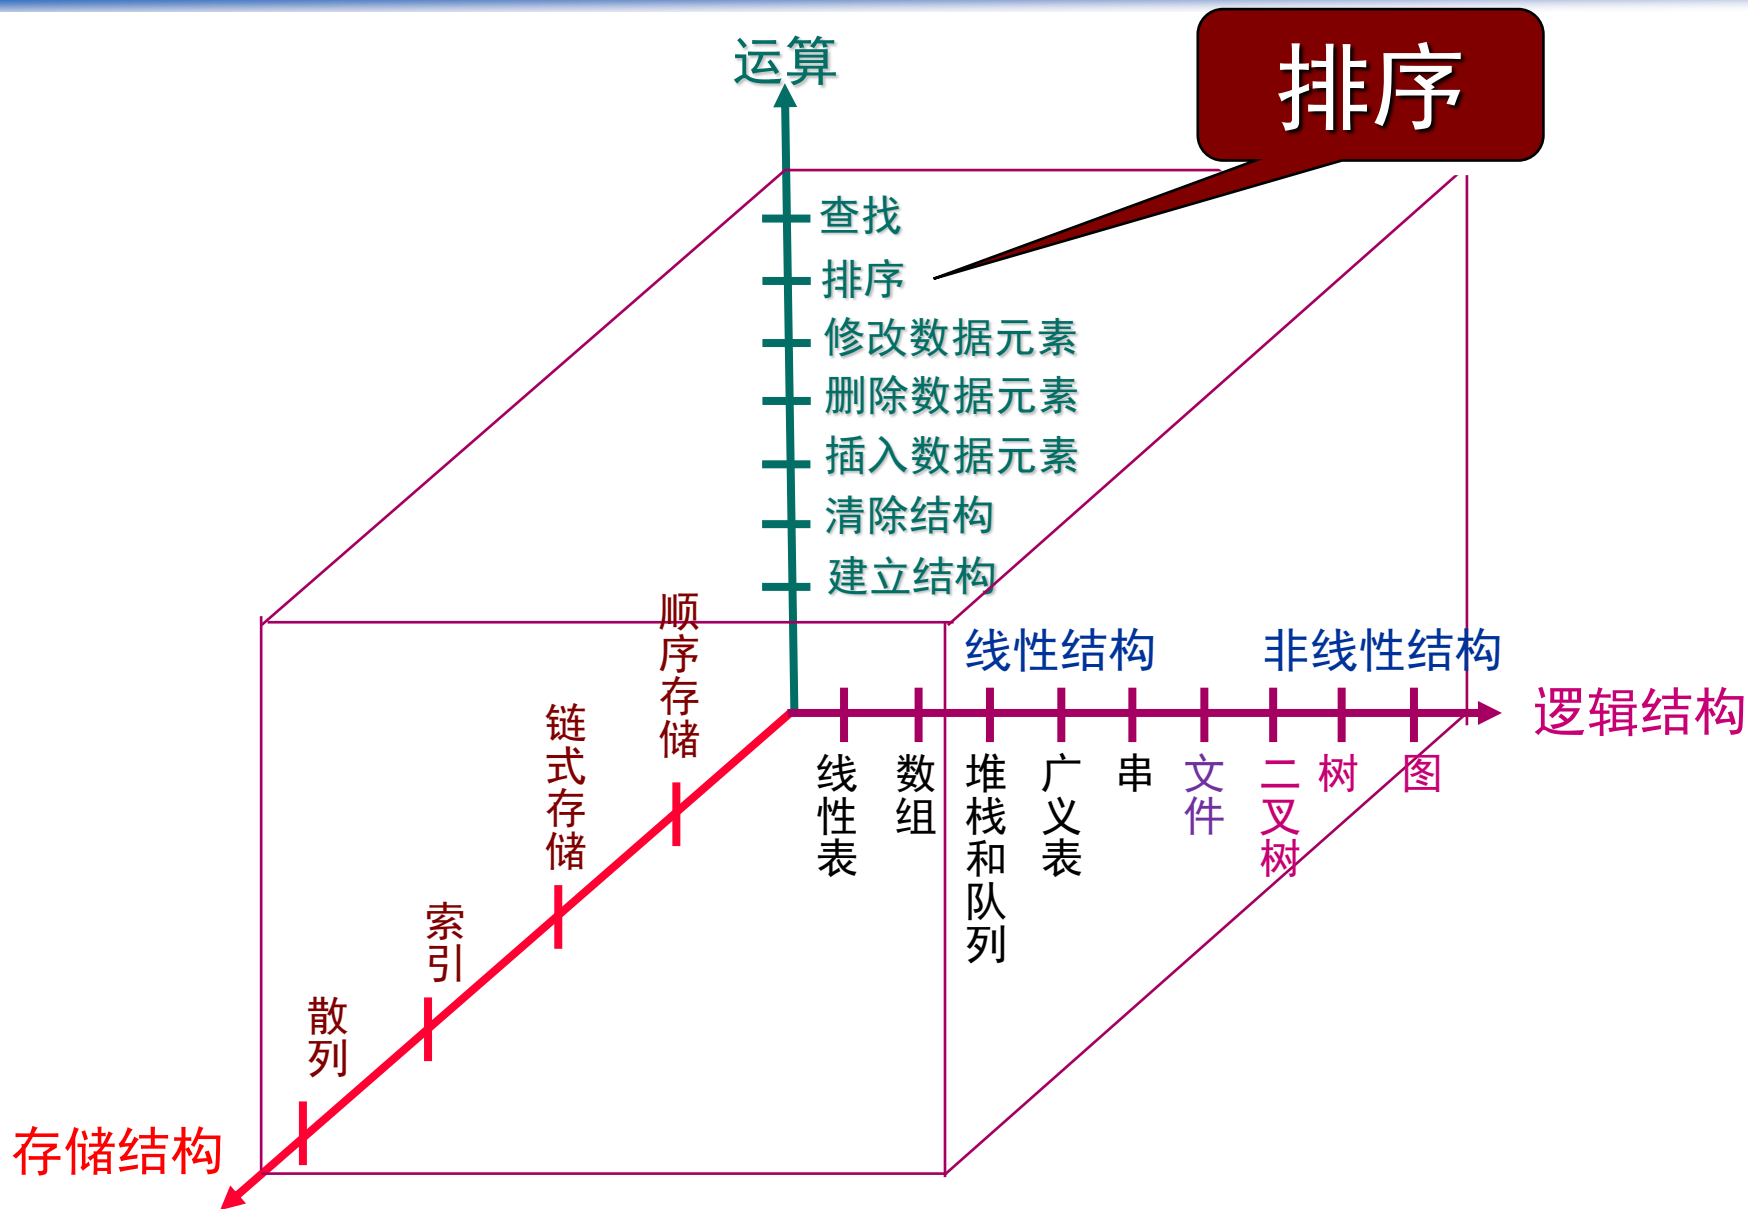 运算
排序
查找
排序
修改数据元素
删除数据元素
插入数据元素
清除结构
建立结构
线性结构
非线性结构
逻辑结构
线性表
数组
堆栈和队列
广义表
串
文件
二叉树
树
图
顺序存储
链式存储
索引
散列
存储结构